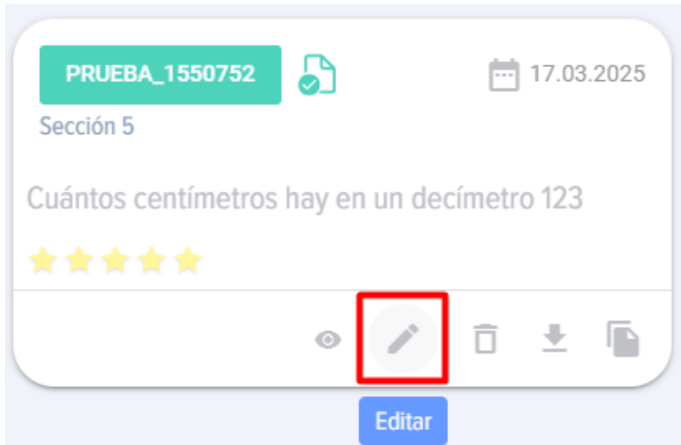 PRUEBA_1550752
17.03.2025
Sección 5
Cuántos centímetros hay en un decímetro 123
Editar